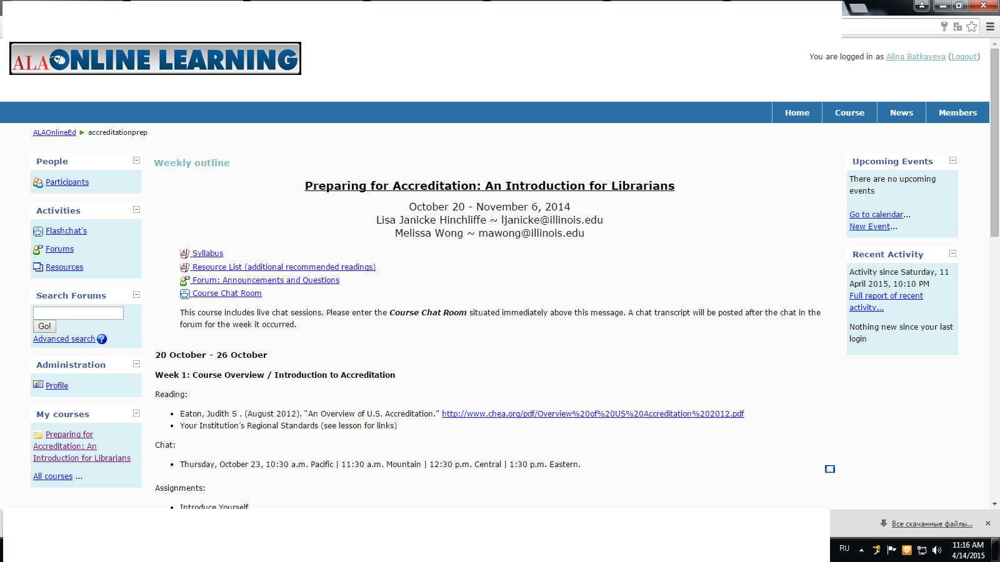 ALA ONLINE LEARNING
You are logged in as Alina Batkayeva (Logout)
Home Course News Members
ALAOnlineEd ► accreditationprep
People
Participants
Activities
Flashchat's
Forums
Resources
Search Forums
Go!
Advanced search ?
Administration
Profile
My courses
Preparing for
Accreditation: An
Introduction for Librarians
All courses ...
Weekly outline
Preparing for Accreditation: An Introduction for Librarians
October 20 - November 6, 2014
Lisa Janicke Hinchliffe ~ ljanicke@illinois.edu
Melissa Wong ~ mawong@illinois.edu
Syllabus
Resource List (additional recommended readings)
Forum: Announcements and Questions
Course Chat Room
This course includes live chat sessions. Please enter the Course Chat Room situated immediately above this message. A chat transcript will be posted after the chat in the
forum for the week it occurred.
20 October - 26 October
Week 1: Course Overview / Introduction to Accreditation
Reading:
• Eaton, Judith S . (August 2012). “An Overview of U.S. Accreditation.” http://www.chea.org/pdf/Overview%20of%20US%20Accreditation%202012.pdf
• Your Institution’s Regional Standards (see lesson for links)
Chat:
• Thursday, October 23, 10:30 a.m. Pacific | 11:30 a.m. Mountain | 12:30 p.m. Central | 1:30 p.m. Eastern.
Assignments:
• Introduce Yourself
Upcoming Events
There are no upcoming
events
Go to calendar...
New Event...
Recent Activity
Activity since Saturday, 11
April 2015, 10:10 PM
Full report of recent
activity...
Nothing new since your last
login
Все скачанные файлы...
RU
11:16 AM
4/14/2015